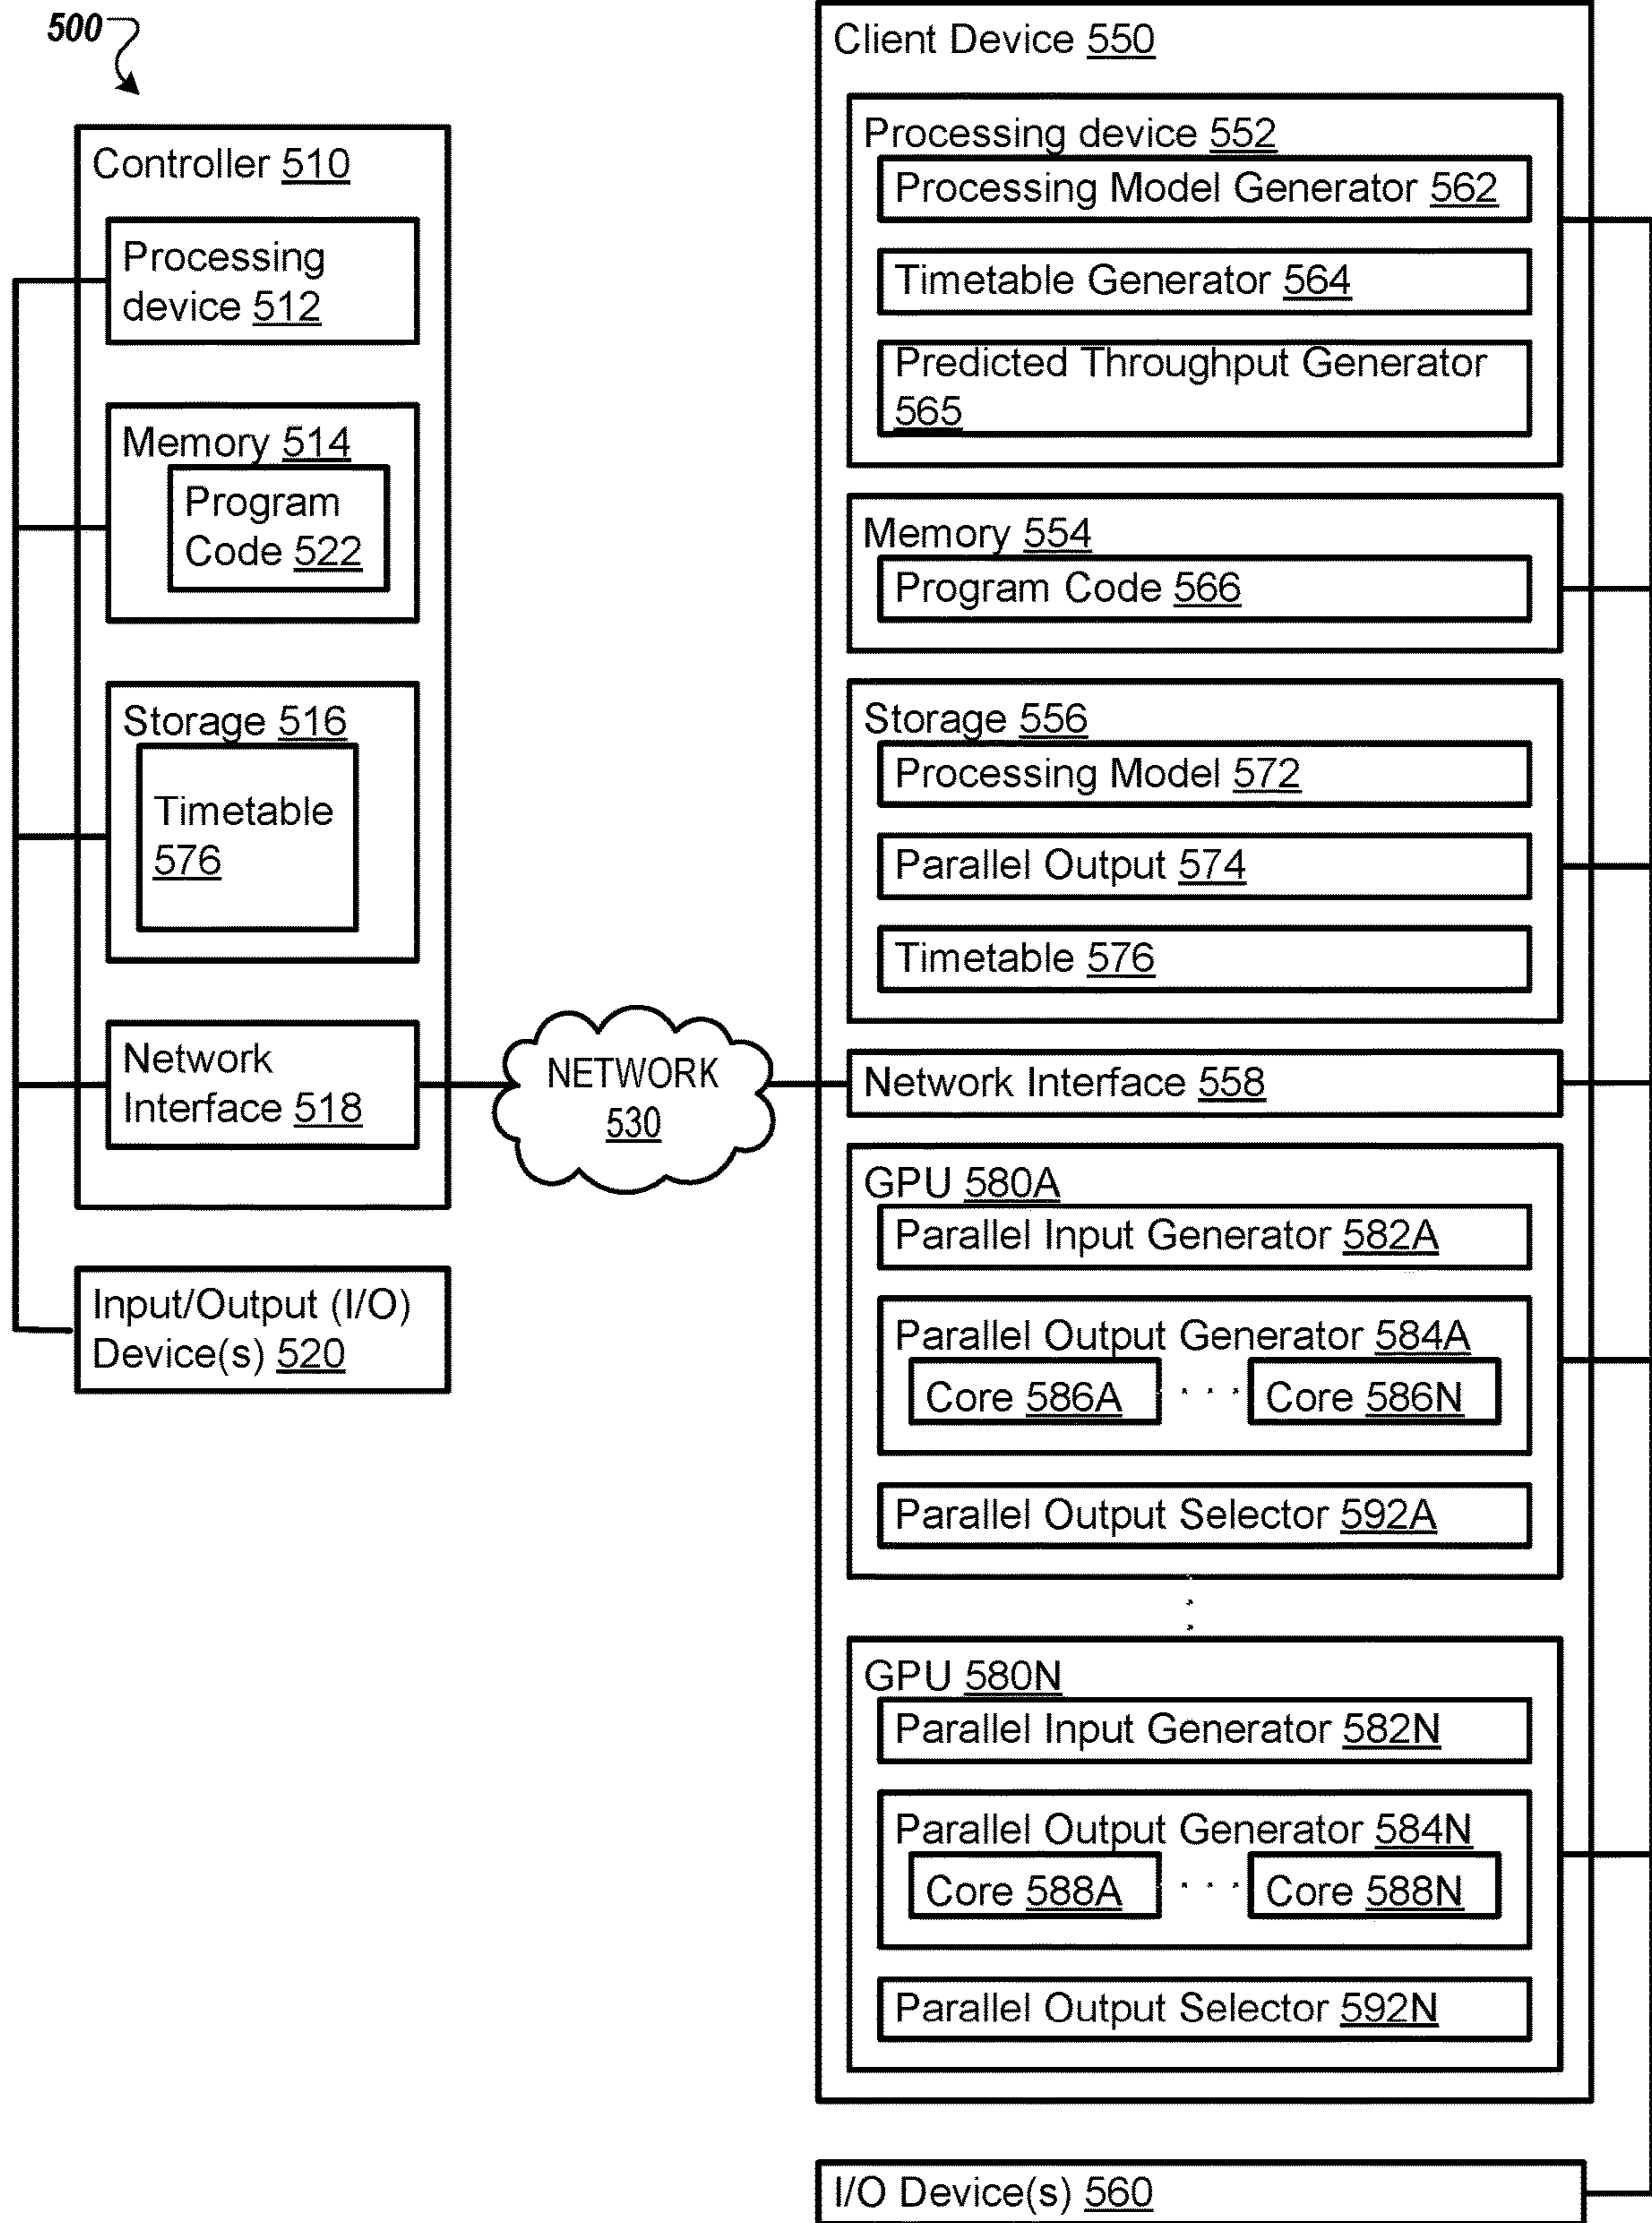 500
Controller 510
Processing
device 512
Memory 514
Program
Code 522
Storage 516
Timetable
576
Network
Interface 518
Input/Output (I/O)
Device(s) 520
NETWORK
530
Client Device 550
Processing device 552
Processing Model Generator 562
Timetable Generator 564
Predicted Throughput Generator
565
Memory 554
Program Code 566
Storage 556
Processing Model 572
Parallel Output 574
Timetable 576
Network Interface 558
GPU 580A
Parallel Input Generator 582A
Parallel Output Generator 584A
Core 586A . . . Core 586N
Parallel Output Selector 592A
GPU 580N
Parallel Input Generator 582N
Parallel Output Generator 584N
Core 588A . . . Core 588N
Parallel Output Selector 592N
I/O Device(s) 560